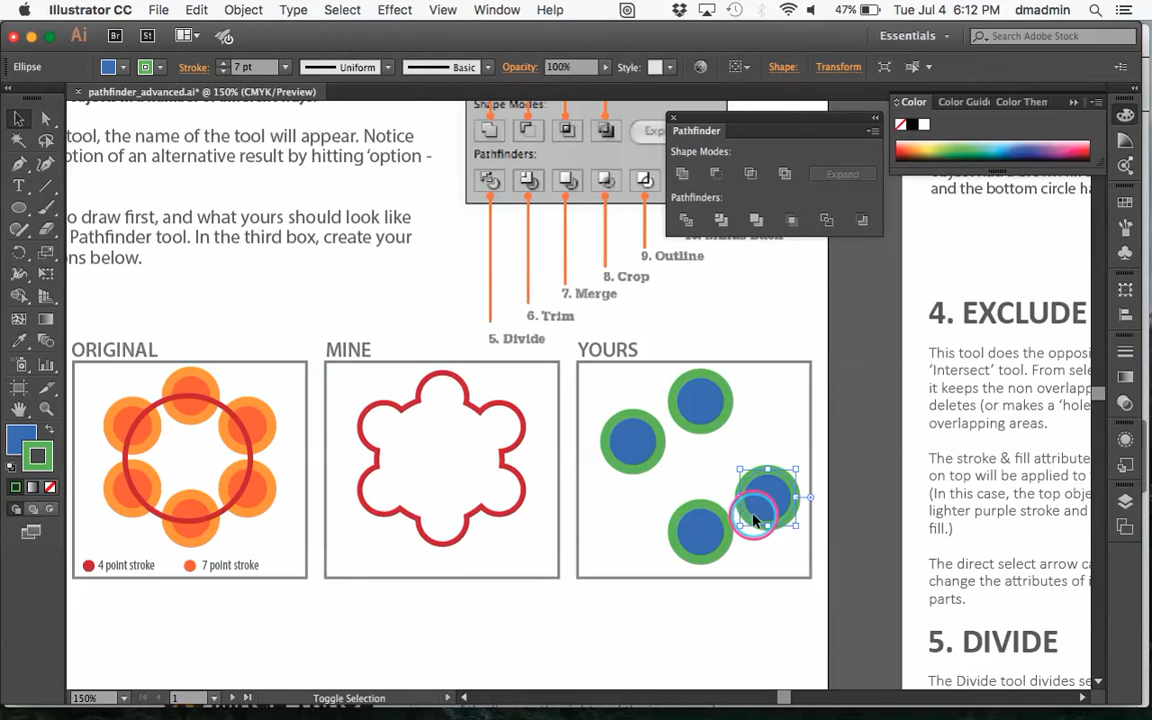 Illustrator CC File Edit Object Type Select Effect View Window Help 47% Tue Jul 4 6:12 PM dmadmin
Ai Br St Essentials Search Adobe Stock
Ellipse Stroke: 7 pt Uniform Basic Opacity: 100% Style: Shape: Transform
pathfinder_advanced.ai* @ 150% (CMYK/Preview)
Color Color Guid Color Them
Shape Modes:
Exp
Pathfinders:
Pathfinder
Shape Modes:
Expand
Pathfinders:
tool, the name of the tool will appear. Notice
ption of an alternative result by hitting ‘option -
o draw first, and what yours should look like
Pathfinder tool. In the third box, create your
ons below.
9. Outline
8. Crop
7. Merge
6. Trim
5. Divide
ORIGINAL MINE YOURS
4 point stroke 7 point stroke
and the bottom circle ha
4. EXCLUDE
This tool does the opposi
‘Intersect’ tool. From sele
it keeps the non overlapp
deletes (or makes a ‘hole
overlapping areas.
The stroke & fill attribute
on top will be applied to
(In this case, the top obje
lighter purple stroke and
fill.)
The direct select arrow ca
change the attributes of i
parts.
5. DIVIDE
The Divide tool divides se
150% 1 Toggle Selection